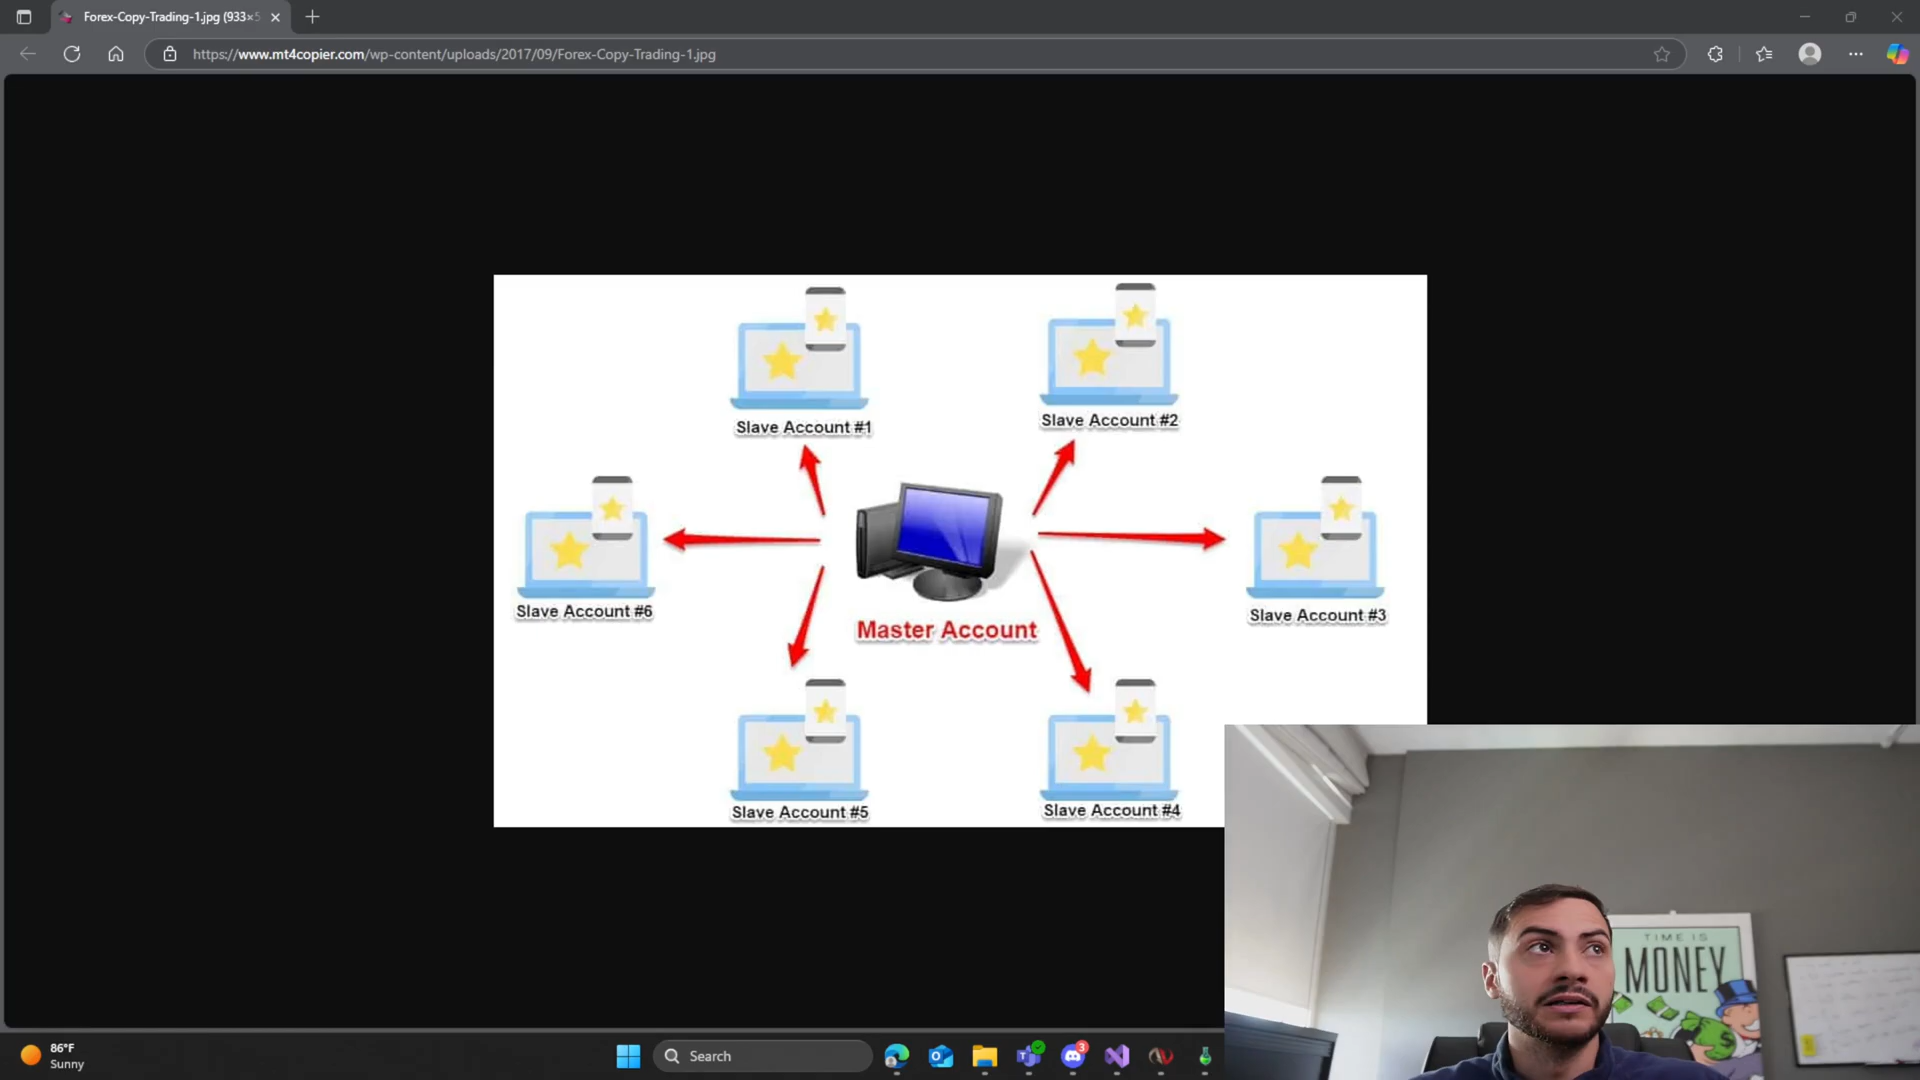 Forex-Copy-Trading-1.jpg (933×5
https://www.mt4copier.com/wp-content/uploads/2017/09/Forex-Copy-Trading-1.jpg
Slave Account #1
Slave Account #2
Slave Account #6
Slave Account #3
Master Account
Slave Account #5
Slave Account #4
TIME IS
MONEY
86°F
Sunny
Search
3